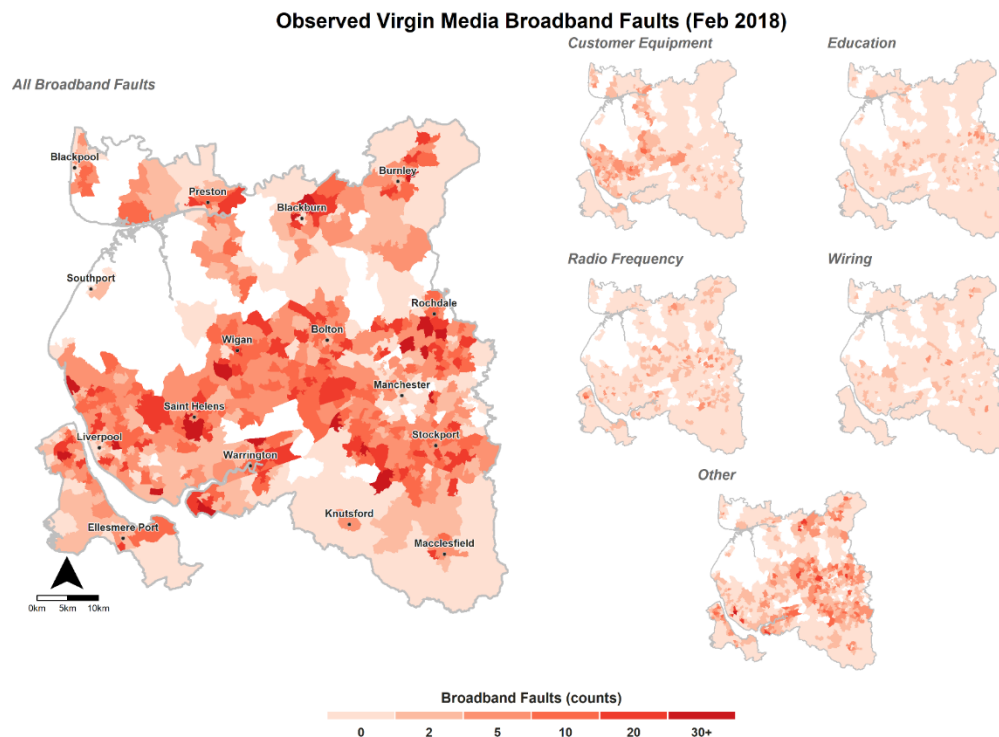 Observed Virgin Media Broadband Faults (Feb 2018)
All Broadband Faults
Customer Equipment
Education
Blackpool
Preston
Burnley
Blackburn
Southport
Radio Frequency
Wiring
Rochdale
Bolton
Wigan
Manchester
Saint Helens
Liverpool
Stockport
Warrington
Other
Knutsford
Ellesmere Port
Macclesfield
0km 5km 10km
Broadband Faults (counts)
0 2 5 10 20 30+